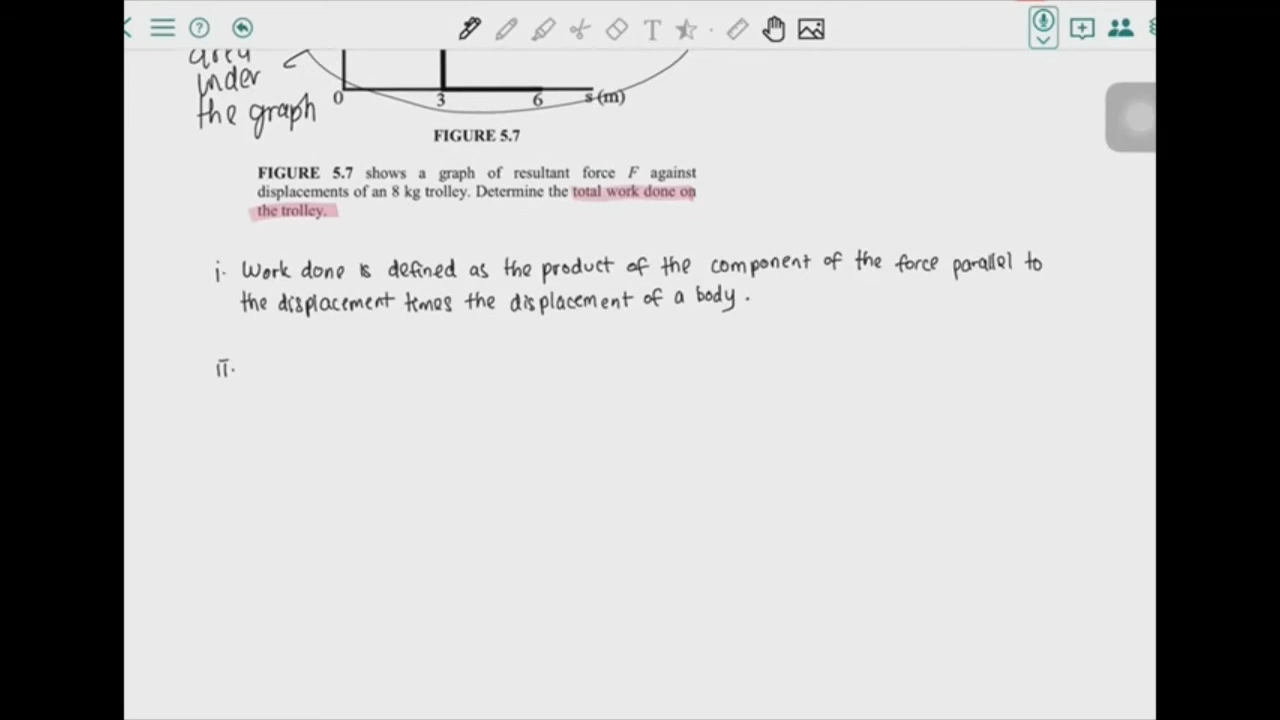 T
area
under
the graph
0 3 6 s (m)
FIGURE 5.7
FIGURE 5.7 shows a graph of resultant force F against
displacements of an 8 kg trolley. Determine the total work done on
the trolley.
i. Work done is defined as the product of the component of the force parallel to
the displacement times the displacement of a body.
ii.